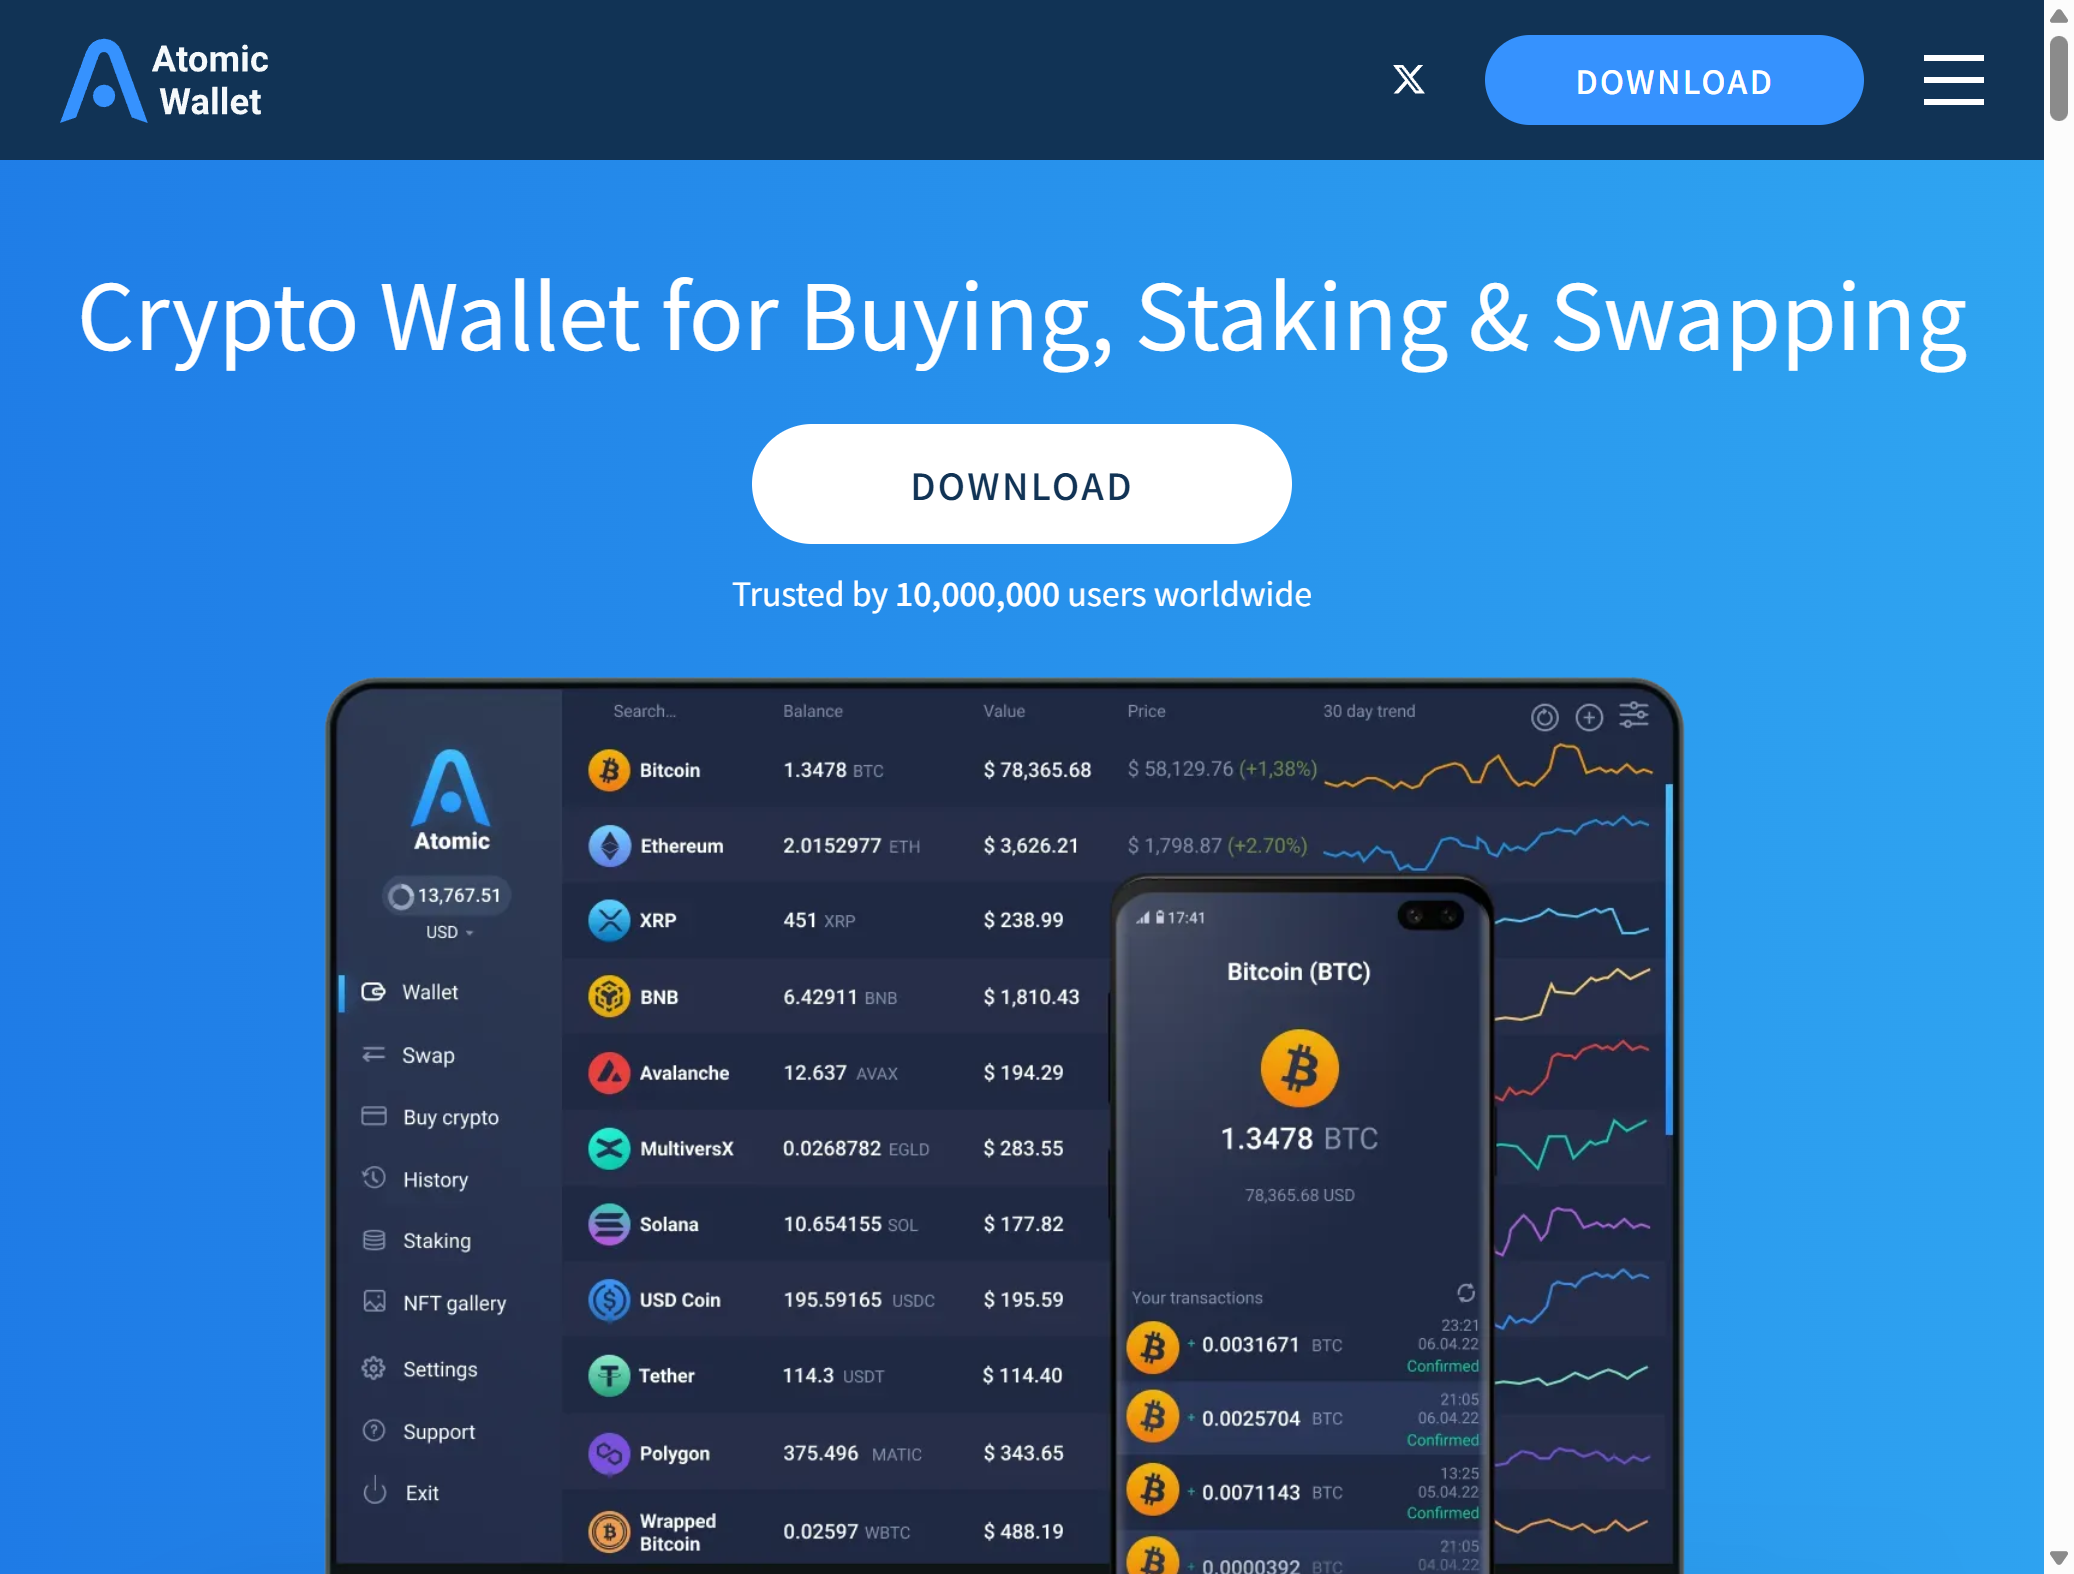 Atomic
Wallet
DOWNLOAD
Crypto Wallet for Buying, Staking & Swapping
DOWNLOAD
Trusted by 10,000,000 users worldwide
Atomic
13,767.51
USD
Wallet
Swap
Buy crypto
History
Staking
NFT gallery
Settings
Support
Exit
Search... Balance Value Price 30 day trend
Bitcoin 1.3478 BTC $ 78,365.68 $ 58,129.76 (+1,38%)
Ethereum 2.0152977 ETH $ 3,626.21 $ 1,798.87 (+2.70%)
XRP 451 XRP $ 238.99
BNB 6.42911 BNB $ 1,810.43
Avalanche 12.637 AVAX $ 194.29
MultiversX 0.0268782 EGLD $ 283.55
Solana 10.654155 SOL $ 177.82
USD Coin 195.59165 USDC $ 195.59
Tether 114.3 USDT $ 114.40
Polygon 375.496 MATIC $ 343.65
Wrapped
Bitcoin 0.02597 WBTC $ 488.19
17:41
Bitcoin (BTC)
1.3478 BTC
78,365.68 USD
Your transactions
23:21
+ 0.0031671 BTC 06.04.22
Confirmed
21:05
+ 0.0025704 BTC 06.04.22
Confirmed
13:25
+ 0.0071143 BTC 05.04.22
Confirmed
21:05
+ 0.0000392 BTC 04.04.22